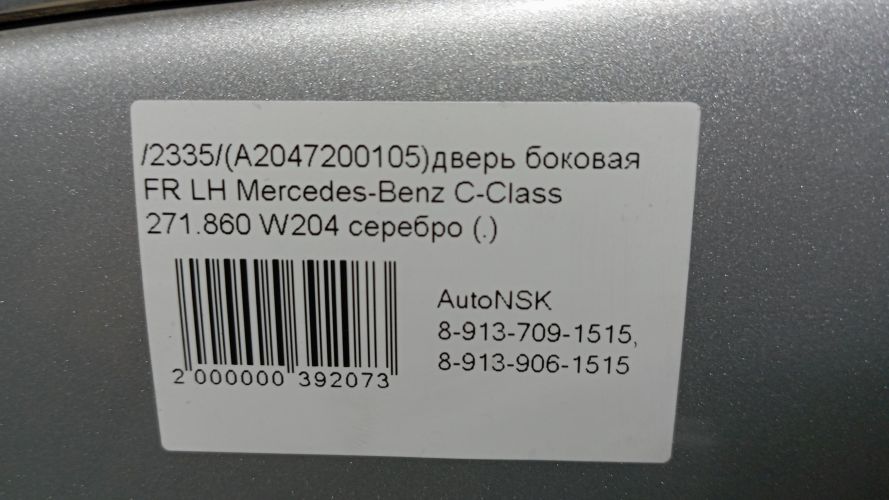 /2335/(A2047200105)дверь боковая
FR LH Mercedes-Benz C-Class
271.860 W204 серебро (.)
AutoNSK
8-913-709-1515,
8-913-906-1515
2 000000 392073